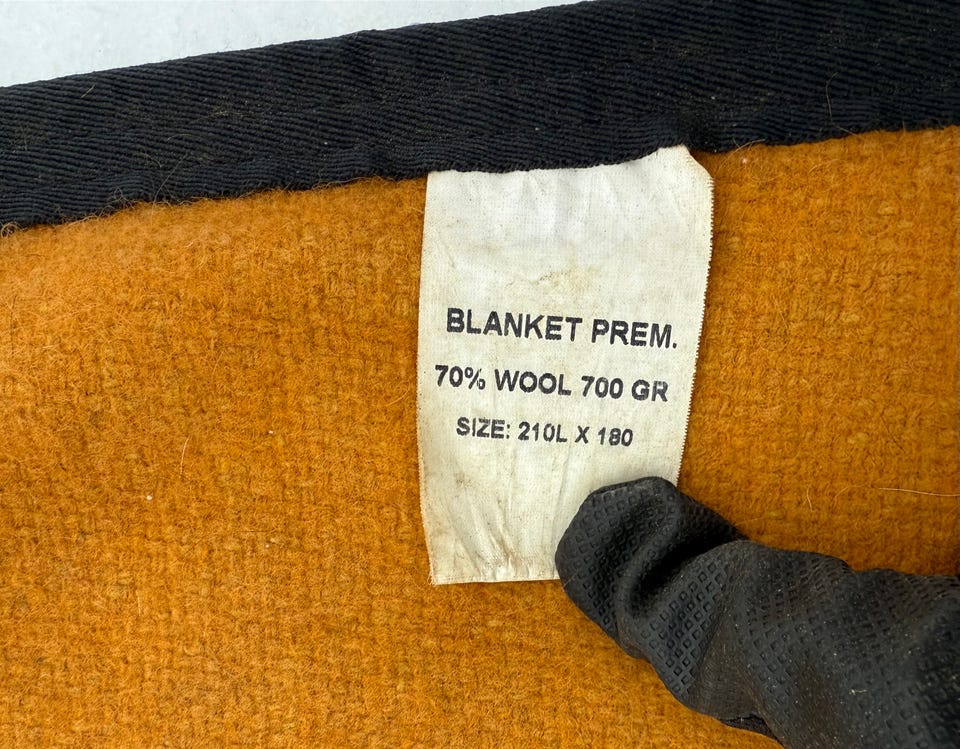 BLANKET PREM.
70% WOOL 700 GR
SIZE: 210L X 180